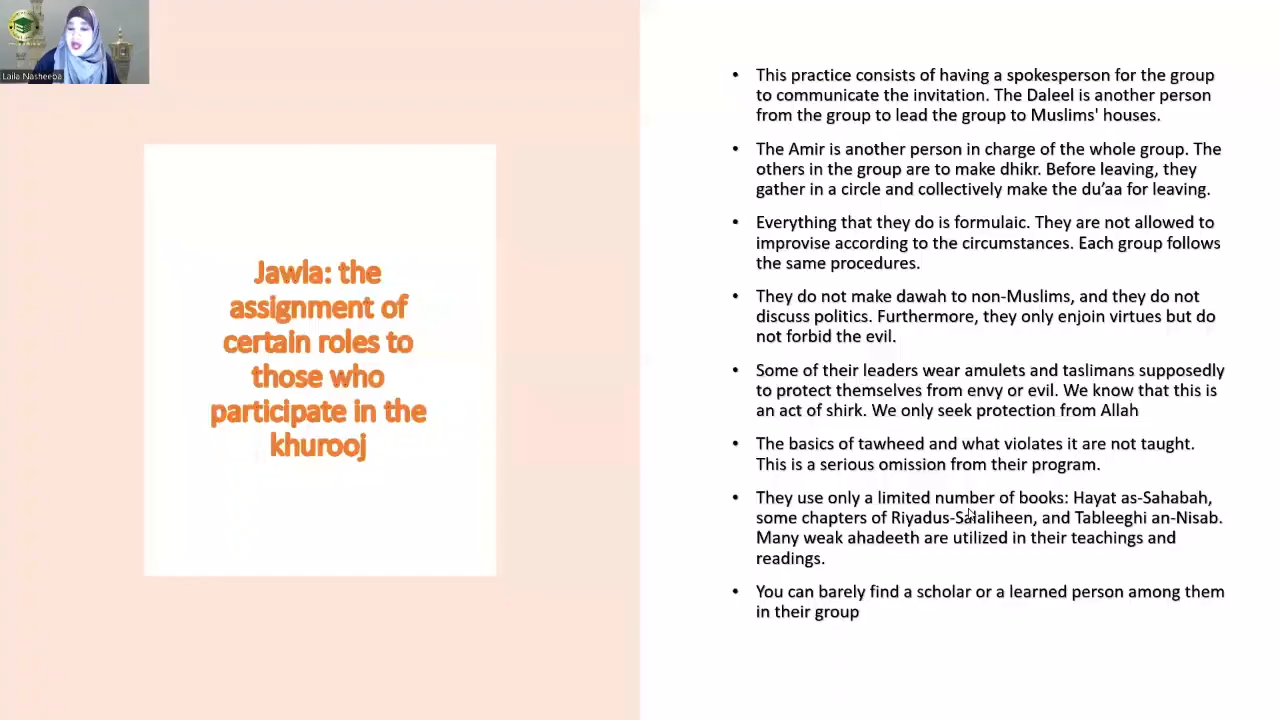 Laila Nasheeba
Jawla: the
assignment of
certain roles to
those who
participate in the
khurooj
• This practice consists of having a spokesperson for the group
to communicate the invitation. The Daleel is another person
from the group to lead the group to Muslims' houses.
• The Amir is another person in charge of the whole group. The
others in the group are to make dhikr. Before leaving, they
gather in a circle and collectively make the du’aa for leaving.
• Everything that they do is formulaic. They are not allowed to
improvise according to the circumstances. Each group follows
the same procedures.
• They do not make dawah to non-Muslims, and they do not
discuss politics. Furthermore, they only enjoin virtues but do
not forbid the evil.
• Some of their leaders wear amulets and taslimans supposedly
to protect themselves from envy or evil. We know that this is
an act of shirk. We only seek protection from Allah
• The basics of tawheed and what violates it are not taught.
This is a serious omission from their program.
• They use only a limited number of books: Hayat as-Sahabah,
some chapters of Riyadus-Salaliheen, and Tableeghi an-Nisab.
Many weak ahadeeth are utilized in their teachings and
readings.
• You can barely find a scholar or a learned person among them
in their group